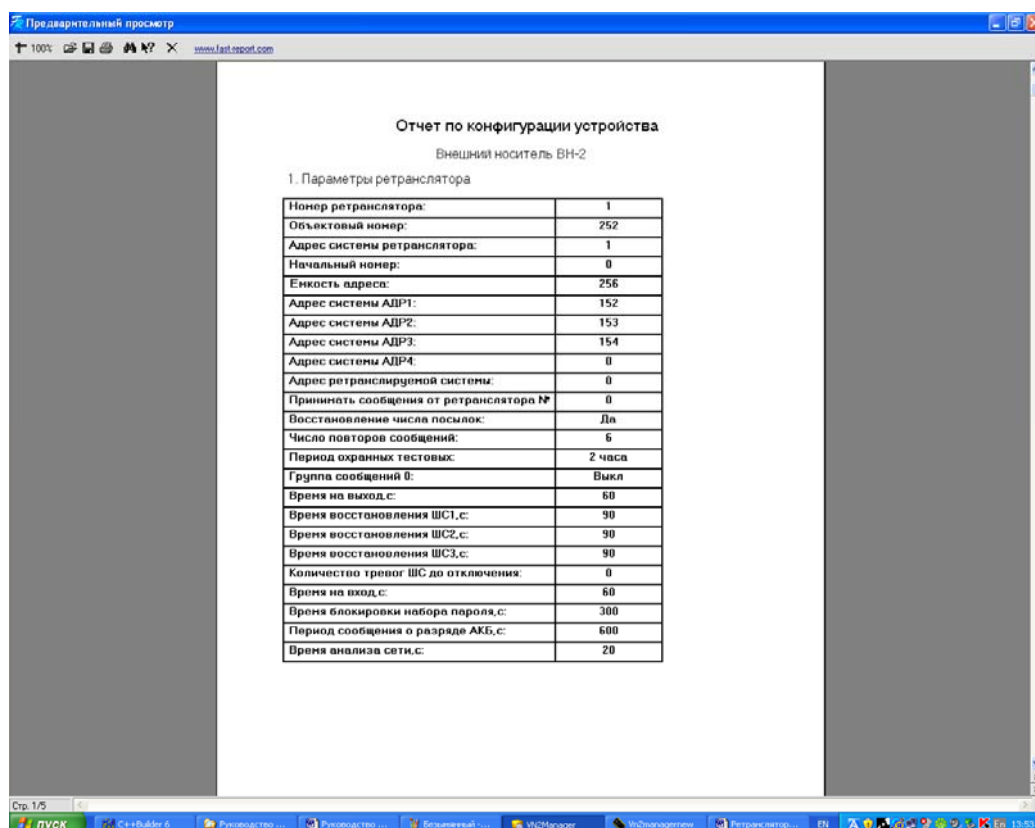 Предварительный просмотр
100%
www.fast-report.com
Отчет по конфигурации устройства
Внешний носитель ВН-2
1. Параметры ретранслятора
Номер ретранслятора: 1
Объектовый номер: 252
Адрес системы ретранслятора: 1
Начальный номер: 0
Емкость адреса: 256
Адрес системы АДР1: 152
Адрес системы АДР2: 153
Адрес системы АДР3: 154
Адрес системы АДР4: 0
Адрес ретранслируемой системы: 0
Принимать сообщения от ретранслятора № 0
Восстановление числа посылок: Да
Число повторов сообщений: 6
Период охранных тестовых: 2 часа
Группа сообщений 0: Выкл
Время на выход,с: 60
Время восстановления ШС1,с: 90
Время восстановления ШС2,с: 90
Время восстановления ШС3,с: 90
Количество тревог ШС до отключения: 0
Время на вход,с: 60
Время блокировки набора пароля,с: 300
Период сообщения о разряде АКБ,с: 600
Время анализа сети,с: 20
Стр. 1/5
пуск C++Builder 6 Руководство ... Руководство ... Безымянный -... VN2Manager Vn2managernew Ретранслятор... EN En 13:53